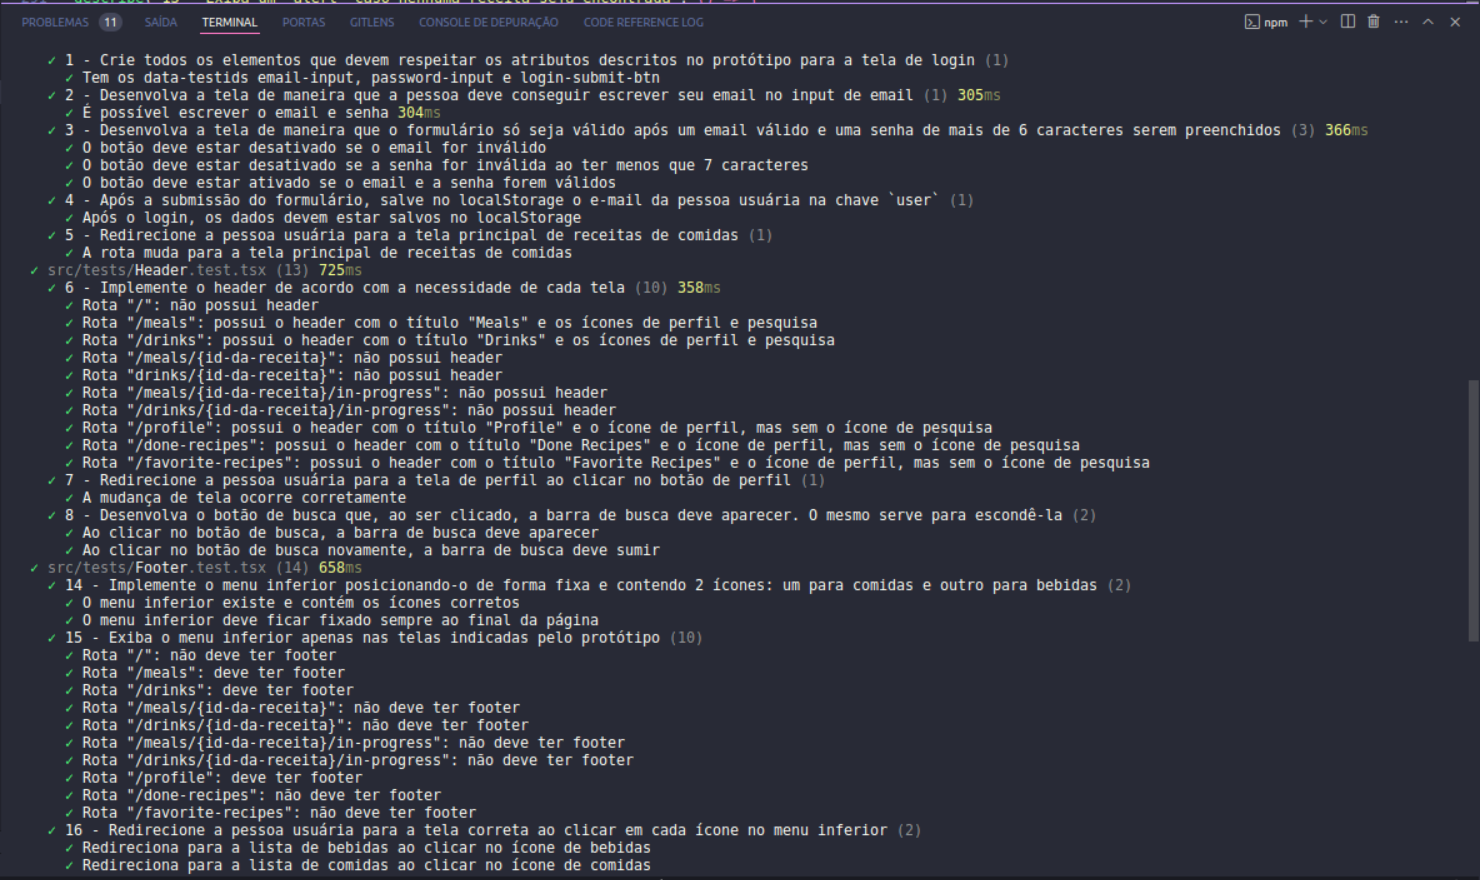 PROBLEMAS 11 SAÍDA TERMINAL PORTAS GITLENS CONSOLE DE DEPURAÇÃO CODE REFERENCE LOG npm
✓ 1 - Crie todos os elementos que devem respeitar os atributos descritos no protótipo para a tela de login (1)
✓ Tem os data-testids email-input, password-input e login-submit-btn
✓ 2 - Desenvolva a tela de maneira que a pessoa deve conseguir escrever seu email no input de email (1) 305ms
✓ É possível escrever o email e senha 304ms
✓ 3 - Desenvolva a tela de maneira que o formulário só seja válido após um email válido e uma senha de mais de 6 caracteres serem preenchidos (3) 366ms
✓ O botão deve estar desativado se o email for inválido
✓ O botão deve estar desativado se a senha for inválida ao ter menos que 7 caracteres
✓ O botão deve estar ativado se o email e a senha forem válidos
✓ 4 - Após a submissão do formulário, salve no localStorage o e-mail da pessoa usuária na chave `user` (1)
✓ Após o login, os dados devem estar salvos no localStorage
✓ 5 - Redirecione a pessoa usuária para a tela principal de receitas de comidas (1)
✓ A rota muda para a tela principal de receitas de comidas
✓ src/tests/Header.test.tsx (13) 725ms
✓ 6 - Implemente o header de acordo com a necessidade de cada tela (10) 358ms
✓ Rota "/": não possui header
✓ Rota "/meals": possui o header com o título "Meals" e os ícones de perfil e pesquisa
✓ Rota "/drinks": possui o header com o título "Drinks" e os ícones de perfil e pesquisa
✓ Rota "/meals/{id-da-receita}": não possui header
✓ Rota "drinks/{id-da-receita}": não possui header
✓ Rota "/meals/{id-da-receita}/in-progress": não possui header
✓ Rota "/drinks/{id-da-receita}/in-progress": não possui header
✓ Rota "/profile": possui o header com o título "Profile" e o ícone de perfil, mas sem o ícone de pesquisa
✓ Rota "/done-recipes": possui o header com o título "Done Recipes" e o ícone de perfil, mas sem o ícone de pesquisa
✓ Rota "/favorite-recipes": possui o header com o título "Favorite Recipes" e o ícone de perfil, mas sem o ícone de pesquisa
✓ 7 - Redirecione a pessoa usuária para a tela de perfil ao clicar no botão de perfil (1)
✓ A mudança de tela ocorre corretamente
✓ 8 - Desenvolva o botão de busca que, ao ser clicado, a barra de busca deve aparecer. O mesmo serve para escondê-la (2)
✓ Ao clicar no botão de busca, a barra de busca deve aparecer
✓ Ao clicar no botão de busca novamente, a barra de busca deve sumir
✓ src/tests/Footer.test.tsx (14) 658ms
✓ 14 - Implemente o menu inferior posicionando-o de forma fixa e contendo 2 ícones: um para comidas e outro para bebidas (2)
✓ O menu inferior existe e contém os ícones corretos
✓ O menu inferior deve ficar fixado sempre ao final da página
✓ 15 - Exiba o menu inferior apenas nas telas indicadas pelo protótipo (10)
✓ Rota "/": não deve ter footer
✓ Rota "/meals": deve ter footer
✓ Rota "/drinks": deve ter footer
✓ Rota "/meals/{id-da-receita}": não deve ter footer
✓ Rota "/drinks/{id-da-receita}": não deve ter footer
✓ Rota "/meals/{id-da-receita}/in-progress": não deve ter footer
✓ Rota "/drinks/{id-da-receita}/in-progress": não deve ter footer
✓ Rota "/profile": deve ter footer
✓ Rota "/done-recipes": não deve ter footer
✓ Rota "/favorite-recipes": não deve ter footer
✓ 16 - Redirecione a pessoa usuária para a tela correta ao clicar em cada ícone no menu inferior (2)
✓ Redireciona para a lista de bebidas ao clicar no ícone de bebidas
✓ Redireciona para a lista de comidas ao clicar no ícone de comidas